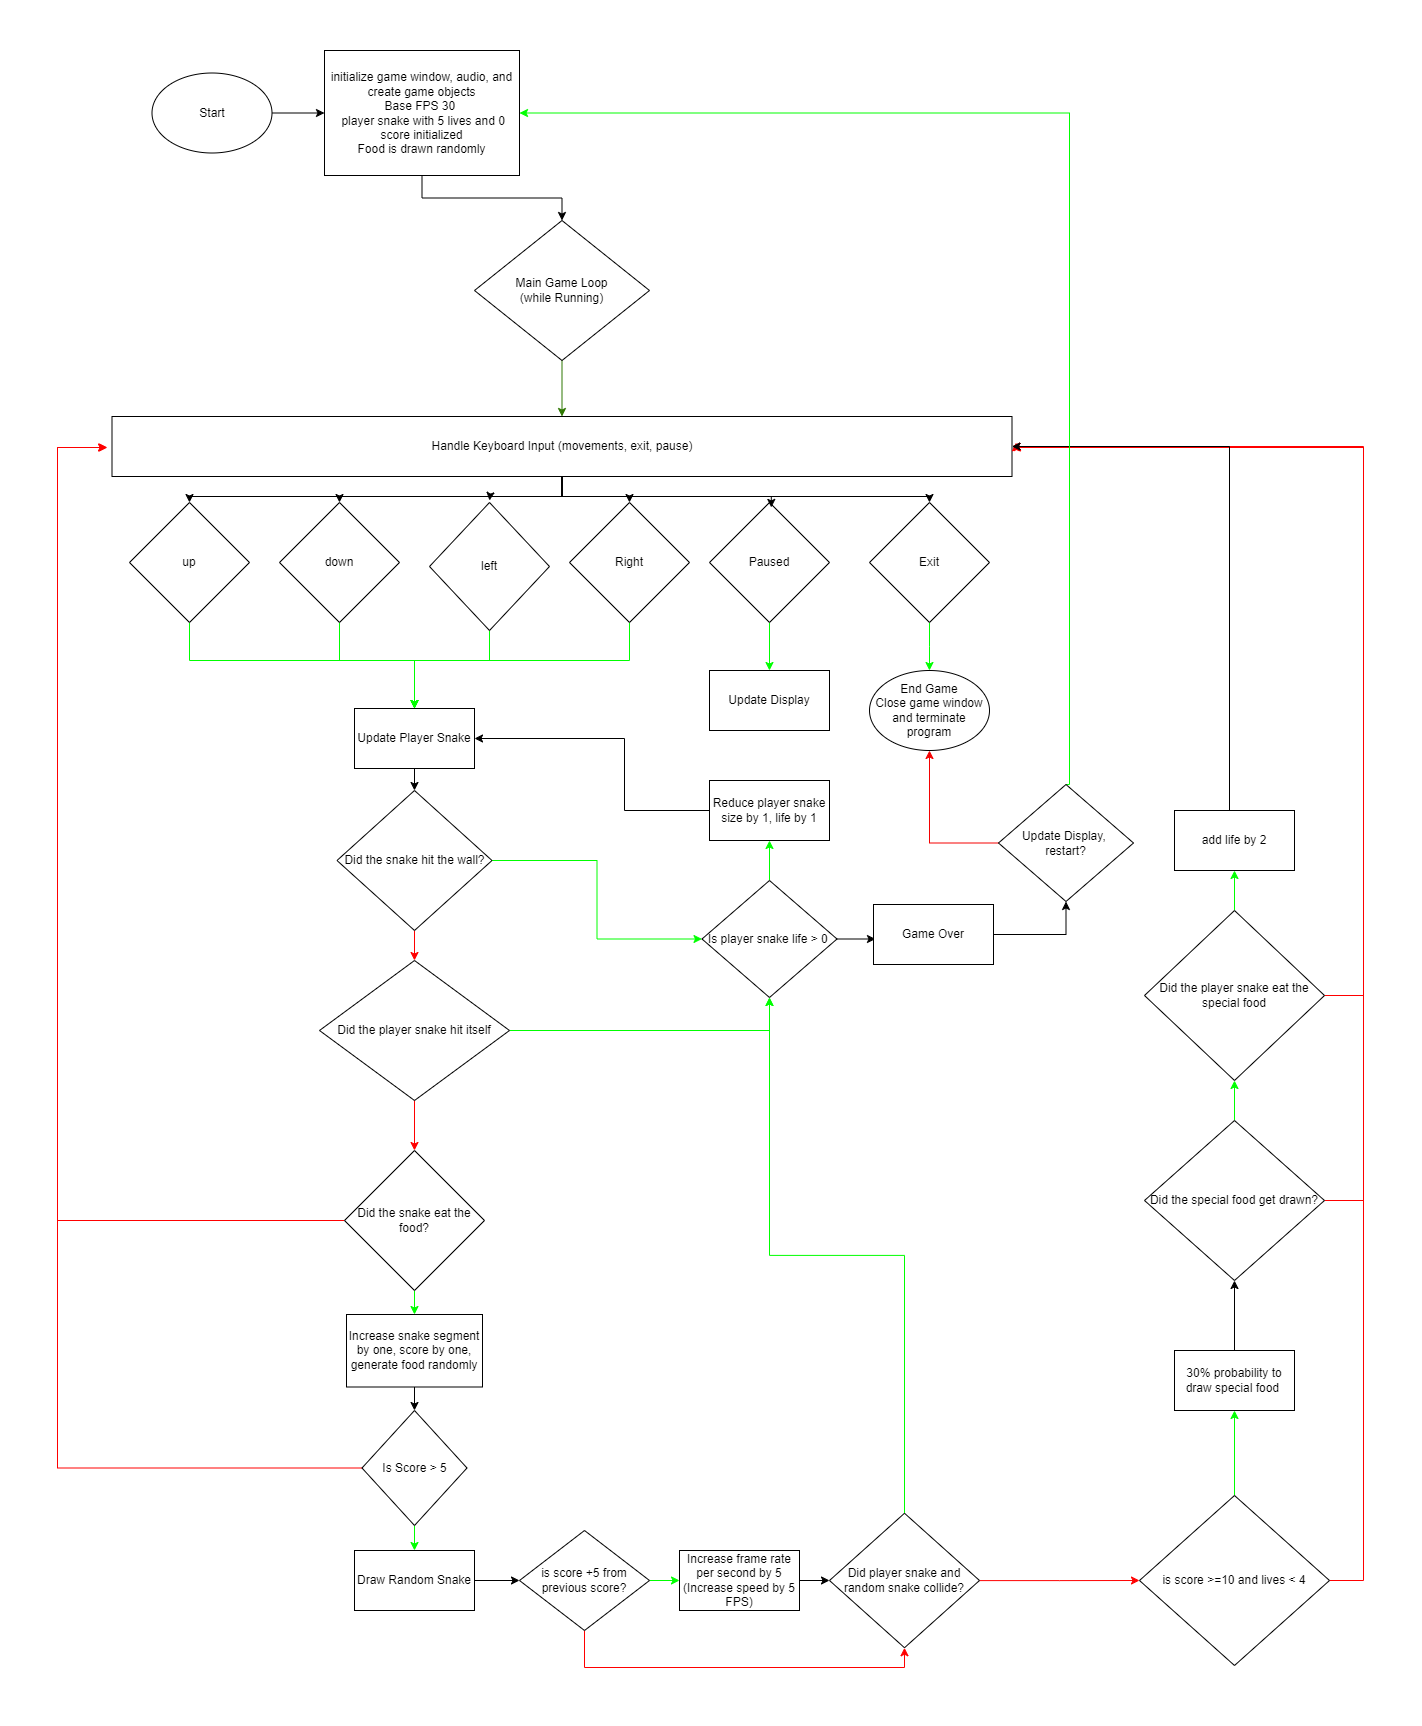 Start
initialize game window, audio, and
create game objects
Base FPS 30
player snake with 5 lives and 0
score initialized
Food is drawn randomly
Main Game Loop
(while Running)
Handle Keyboard Input (movements, exit, pause)
up
down
left
Right
Paused
Exit
Update Display
End Game
Close game window
and terminate
program
Update Player Snake
Reduce player snake
size by 1, life by 1
Update Display,
restart?
add life by 2
Did the snake hit the wall?
Is player snake life > 0
Game Over
Did the player snake eat the
special food
Did the player snake hit itself
Did the snake eat the
food?
Did the special food get drawn?
Increase snake segment
by one, score by one,
generate food randomly
30% probability to
draw special food
Is Score > 5
Draw Random Snake
is score +5 from
previous score?
Increase frame rate
per second by 5
(Increase speed by 5
FPS)
Did player snake and
random snake collide?
is score >=10 and lives < 4